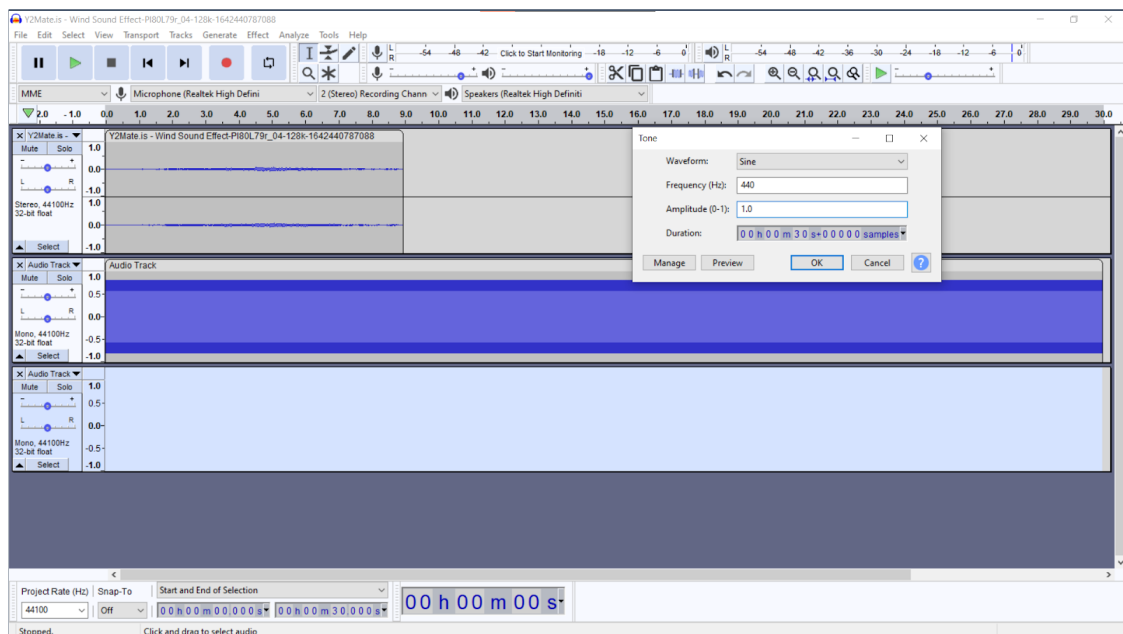 Y2Mate.is - Wind Sound Effect-PI80L79r_04-128k-1642440787088
File Edit Select View Transport Tracks Generate Effect Analyze Tools Help
L R -54 -48 -42 Click to Start Monitoring -18 -12 -6 0 L R -54 -48 -42 -36 -30 -24 -18 -12 -6 0
MME Microphone (Realtek High Defini 2 (Stereo) Recording Chann Speakers (Realtek High Definiti
2.0 -1.0 0.0 1.0 2.0 3.0 4.0 5.0 6.0 7.0 8.0 9.0 10.0 11.0 12.0 13.0 14.0 15.0 16.0 17.0 18.0 19.0 20.0 21.0 22.0 23.0 24.0 25.0 26.0 27.0 28.0 29.0 30.0
Y2Mate.is - Y2Mate.is - Wind Sound Effect-PI80L79r_04-128k-1642440787088
Mute Solo 1.0
- + 0.0
L R -1.0
Stereo, 44100Hz 1.0
32-bit float
0.0
Select -1.0
Audio Track Audio Track
Mute Solo 1.0
- + 0.5
L R 0.0
Mono, 44100Hz
32-bit float -0.5
Select -1.0
Audio Track
Mute Solo 1.0
- + 0.5
L R 0.0
Mono, 44100Hz
32-bit float -0.5
Select -1.0
Tone
Waveform: Sine
Frequency (Hz): 440
Amplitude (0-1): 1.0
Duration: 00 h 00 m 30 s+00000 samples
Manage Preview OK Cancel ?
Project Rate (Hz) Snap-To Start and End of Selection
44100 Off 00 h 00 m 00.000 s 00 h 00 m 30.000 s
00 h 00 m 00 s
Stopped. Click and drag to select audio